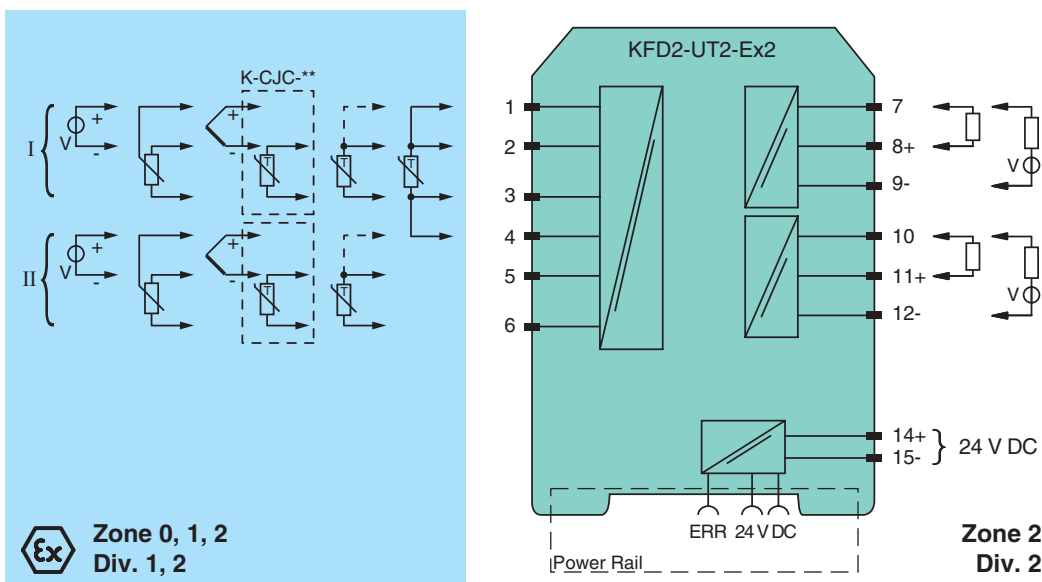 KFD2-UT2-Ex2
K-CJC-**
I
+
V
-
+
-
T
T
T
II
+
V
-
+
-
T
T
1
2
3
4
5
6
7
8+
9-
10
11+
12-
V
V
14+
15-
24 V DC
ERR 24 V DC
Power Rail
Ex
Zone 0, 1, 2
Div. 1, 2
Zone 2
Div. 2